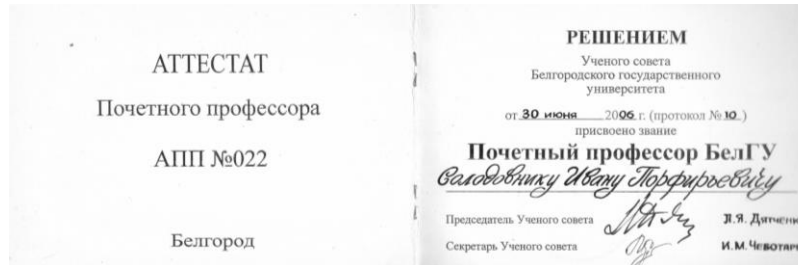 АТТЕСТАТ
Почетного профессора
АПП №022
Белгород
РЕШЕНИЕМ
Ученого совета
Белгородского государственного
университета
от 30 июня 2006 г. (протокол № 10 )
присвоено звание
Почетный профессор БелГУ
Солодовнику Ивану Порфирьевичу
Председатель Ученого совета
Секретарь Ученого совета И.М.